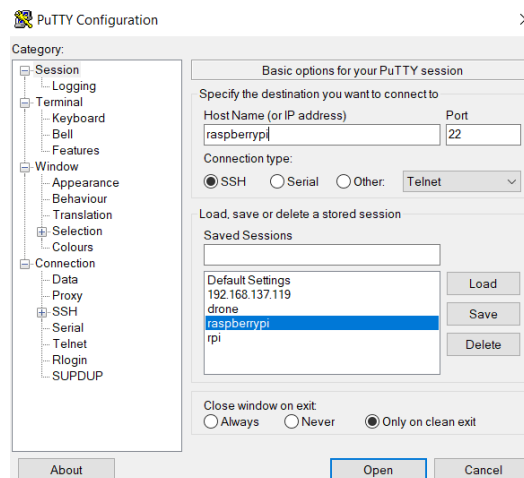 PuTTY Configuration
Category:
Session
Logging
Terminal
Keyboard
Bell
Features
Window
Appearance
Behaviour
Translation
Selection
Colours
Connection
Data
Proxy
SSH
Serial
Telnet
Rlogin
SUPDUP
Basic options for your PuTTY session
Specify the destination you want to connect to
Host Name (or IP address) Port
raspberrypi 22
Connection type:
SSH Serial Other: Telnet
Load, save or delete a stored session
Saved Sessions
Default Settings
192.168.137.119
drone
raspberrypi
rpi
Load
Save
Delete
Close window on exit:
Always Never Only on clean exit
About Open Cancel